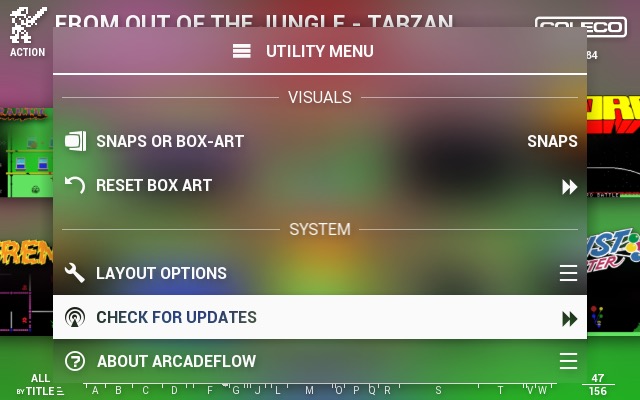 FROM OUT OF THE JUNGLE - TARZAN
COLECO
ACTION
84
UTILITY MENU
VISUALS
SNAPS OR BOX-ART SNAPS
RESET BOX ART
SYSTEM
LAYOUT OPTIONS
CHECK FOR UPDATES
ABOUT ARCADEFLOW
ALL
BY TITLE
A B C D F G J L M O P Q R S T V W
47
156